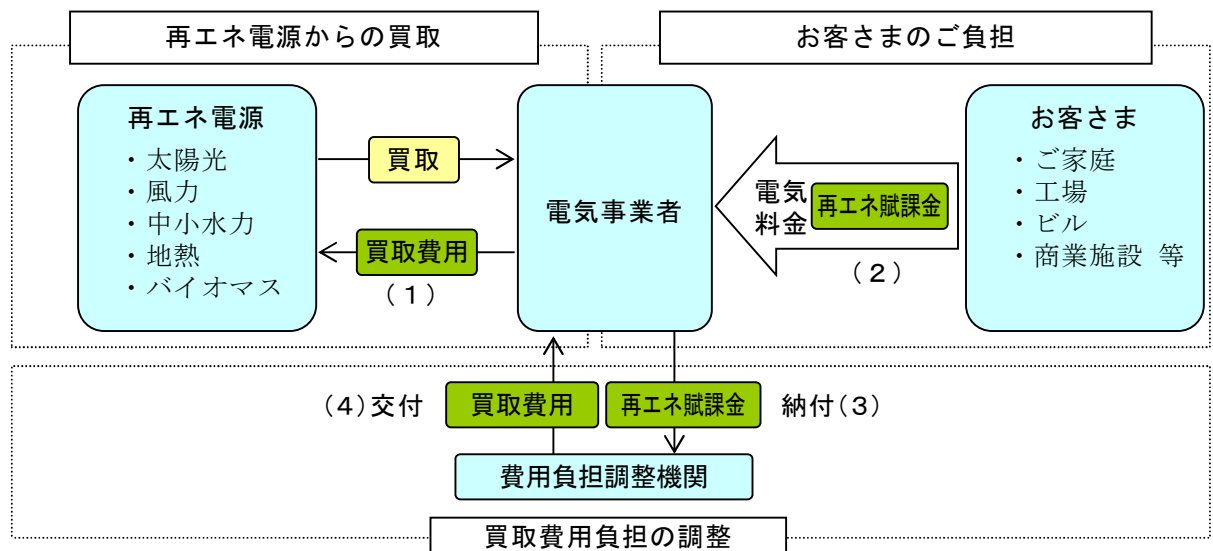 再エネ電源からの買取
お客さまのご負担
再エネ電源
・太陽光
・風力
・中小水力
・地熱
・バイオマス
買取
買取費用
（１）
電気事業者
電気
料金
再エネ賦課金
（２）
お客さま
・ご家庭
・工場
・ビル
・商業施設 等
（４）交付
買取費用
再エネ賦課金
納付（３）
費用負担調整機関
買取費用負担の調整